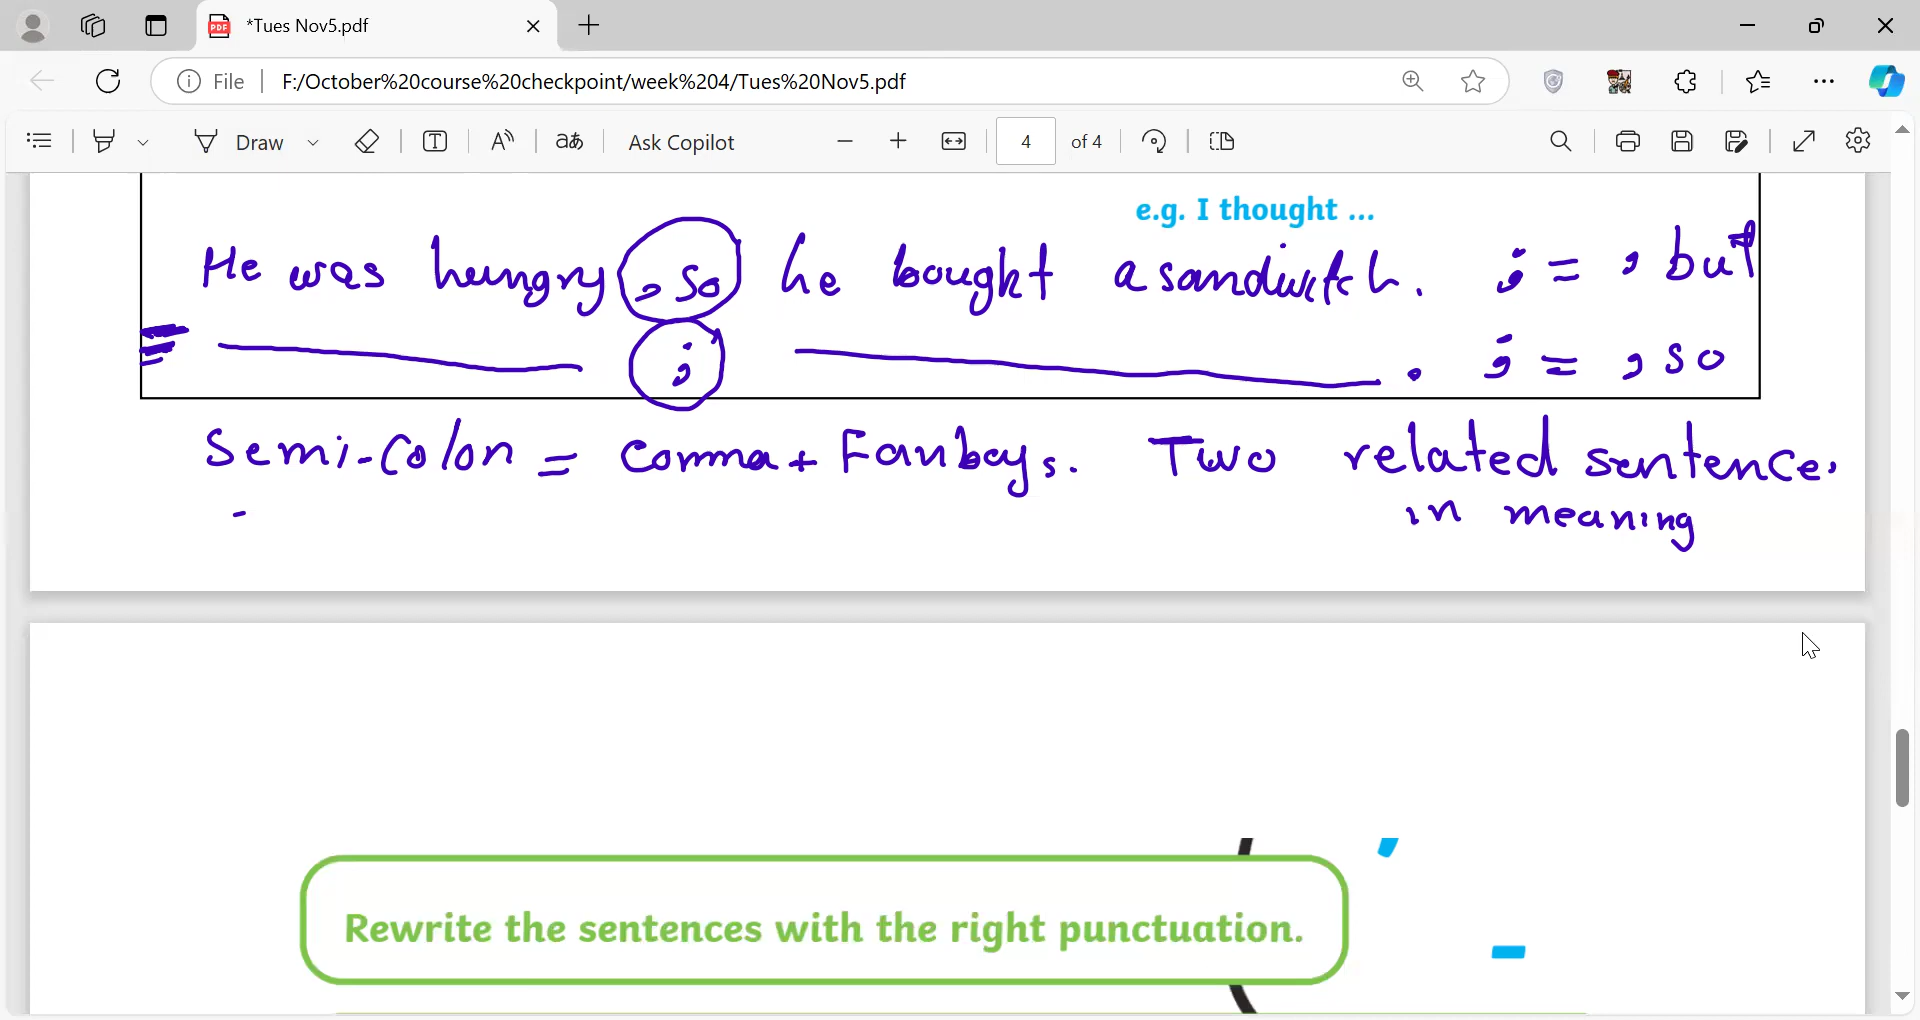 *Tues Nov5.pdf
File F:/October%20course%20checkpoint/week%204/Tues%20Nov5.pdf
Draw Ask Copilot 4 of 4
e.g. I thought ...
He was hungry , so he bought a sandwitch. ; = , but
; . ; = , so
Semi-Colon = Comma + Fanboys. Two related sentences
in meaning
Rewrite the sentences with the right punctuation.